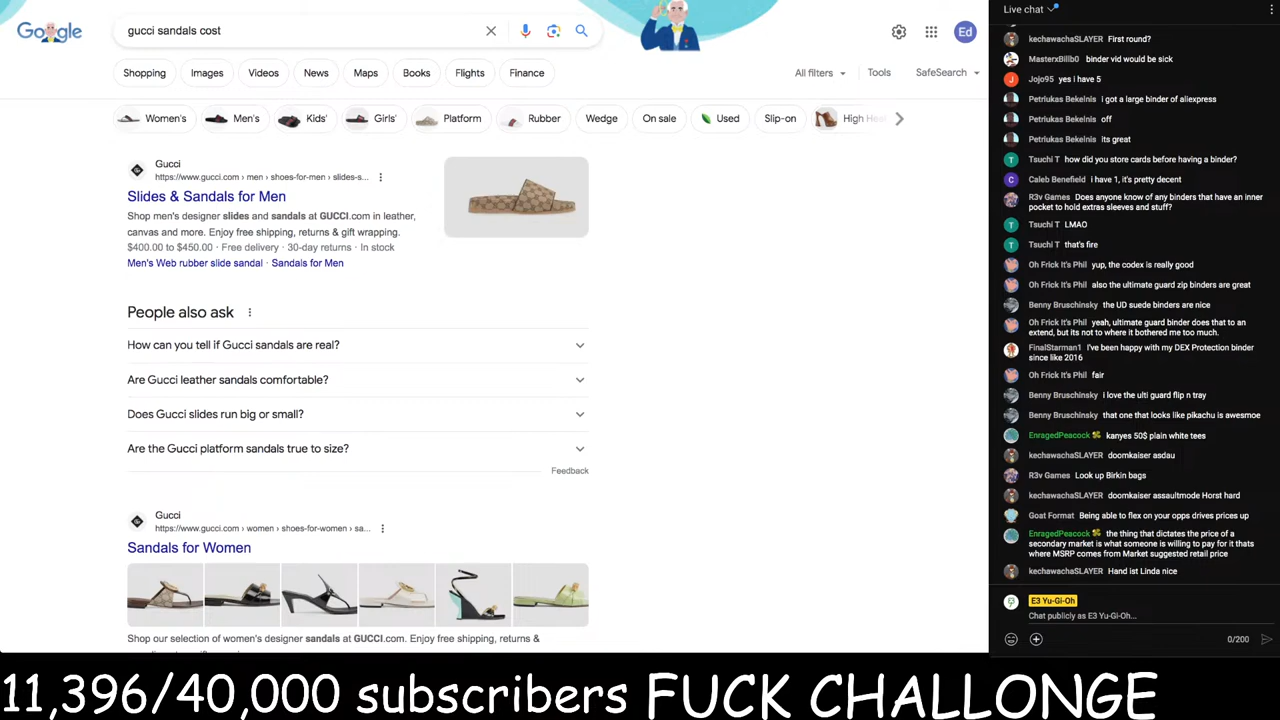 Google
gucci sandals cost
Ed
Shopping
Images
Videos
News
Maps
Books
Flights
Finance
All filters
Tools
SafeSearch
Women's
Men's
Kids'
Girls'
Platform
Rubber
Wedge
On sale
Used
Slip-on
Gucci
https://www.gucci.com › men › shoes-for-men › slides-s...
Slides & Sandals for Men
Shop men's designer slides and sandals at GUCCI.com in leather,
canvas and more. Enjoy free shipping, returns & gift wrapping.
$400.00 to $450.00 · Free delivery · 30-day returns · In stock
Men's Web rubber slide sandal · Sandals for Men
People also ask
How can you tell if Gucci sandals are real?
Are Gucci leather sandals comfortable?
Does Gucci slides run big or small?
Are the Gucci platform sandals true to size?
Feedback
Gucci
https://www.gucci.com › women › shoes-for-women › sa...
Sandals for Women
Shop our selection of women's designer sandals at GUCCI.com. Enjoy free shipping, returns &
Live chat
kechawachaSLAYER First round?
MasterxBillb0 binder vid would be sick
Jojo95 yes i have 5
Petriukas Bekelnis i got a large binder of aliexpress
Petriukas Bekelnis off
Petriukas Bekelnis its great
Tsuchi T how did you store cards before having a binder?
Caleb Benefield i have 1, it's pretty decent
R3v Games Does anyone know of any binders that have an inner
pocket to hold extras sleeves and stuff?
Tsuchi T LMAO
Tsuchi T that's fire
Oh Frick It's Phil yup, the codex is really good
Oh Frick It's Phil also the ultimate guard zip binders are great
Benny Bruschinsky the UD suede binders are nice
Oh Frick It's Phil yeah, ultimate guard binder does that to an
extend, but its not to where it bothered me too much.
FinalStarman1 I've been happy with my DEX Protection binder
since like 2016
Oh Frick It's Phil fair
Benny Bruschinsky i love the ulti guard flip n tray
Benny Bruschinsky that one that looks like pikachu is awesmoe
EnragedPeacock kanyes 50$ plain white tees
kechawachaSLAYER doomkaiser asdau
R3v Games Look up Birkin bags
kechawachaSLAYER doomkaiser assaultmode Horst hard
Goat Format Being able to flex on your opps drives prices up
EnragedPeacock the thing that dictates the price of a
secondary market is what someone is willing to pay for it thats
where MSRP comes from Market suggested retail price
kechawachaSLAYER Hand ist Linda nice
E3 Yu-Gi-Oh
Chat publicly as E3 Yu-Gi-Oh...
0/200
11,396/40,000 subscribers FUCK CHALLONGE